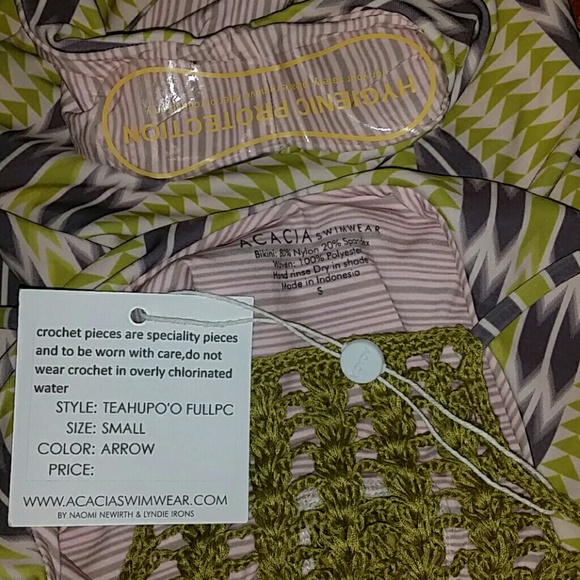 HYGIENIC PROTECTION
ACACIA SWIMWEAR
Bikini: 80% Nylon 20% Spandex
Woven: 100% Polyester
Hand rinse Dry in shade
Made in Indonesia
S
crochet pieces are speciality pieces
and to be worn with care,do not
wear crochet in overly chlorinated
water
STYLE: TEAHUPO'O FULLPC
SIZE: SMALL
COLOR: ARROW
PRICE:
WWW.ACACIASWIMWEAR.COM
BY NAOMI NEWIRTH & LYNDIE IRONS